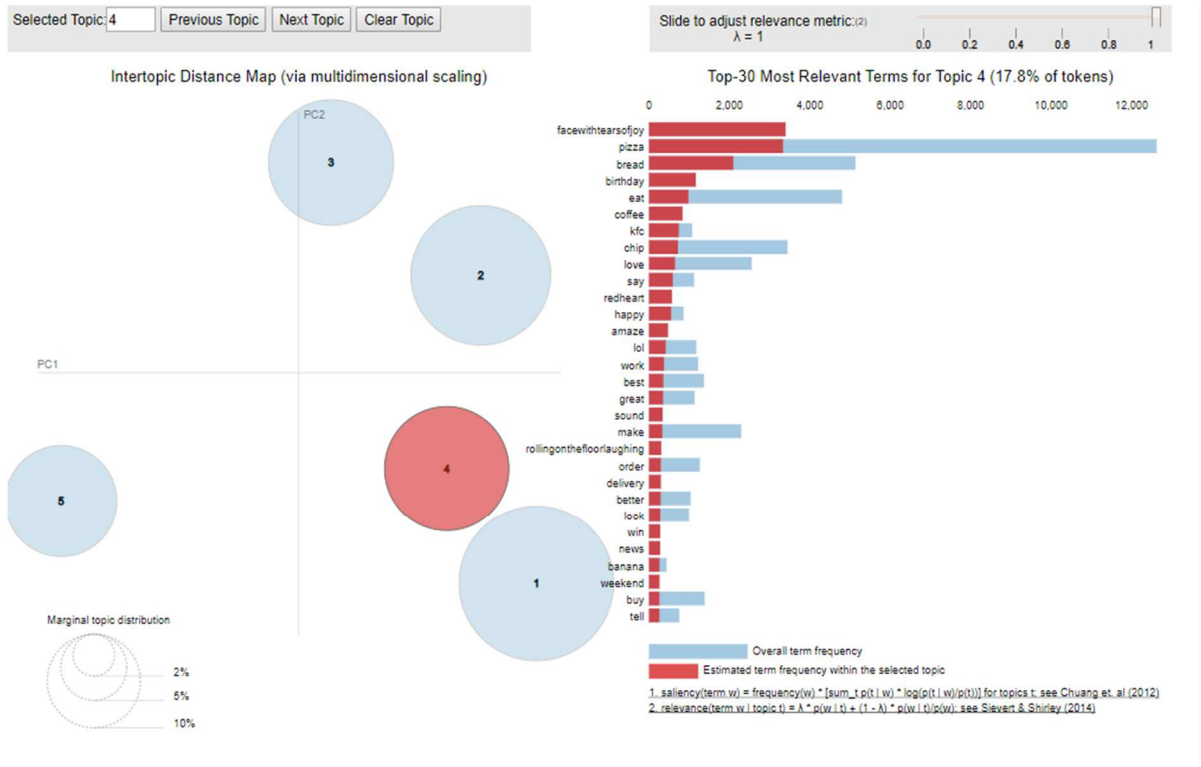 Selected Topic: 4 Previous Topic Next Topic Clear Topic
Slide to adjust relevance metric:(2)
λ = 1
0.0 0.2 0.4 0.6 0.8 1
Intertopic Distance Map (via multidimensional scaling)
PC2
3
2
PC1
4
5
1
Marginal topic distribution
2%
5%
10%
Top-30 Most Relevant Terms for Topic 4 (17.8% of tokens)
0 2,000 4,000 6,000 8,000 10,000 12,000
facewithtearsofjoy
pizza
bread
birthday
eat
coffee
kfc
chip
love
say
redheart
happy
amaze
lol
work
best
great
sound
make
rollingonthefloorlaughing
order
delivery
better
look
win
news
banana
weekend
buy
tell
Overall term frequency
Estimated term frequency within the selected topic
1. saliency(term w) = frequency(w) * [sum_t p(t | w) * log(p(t | w)/p(t))] for topics t; see Chuang et. al (2012)
2. relevance(term w | topic t) = λ * p(w | t) + (1 - λ) * p(w | t)/p(w); see Sievert & Shirley (2014)